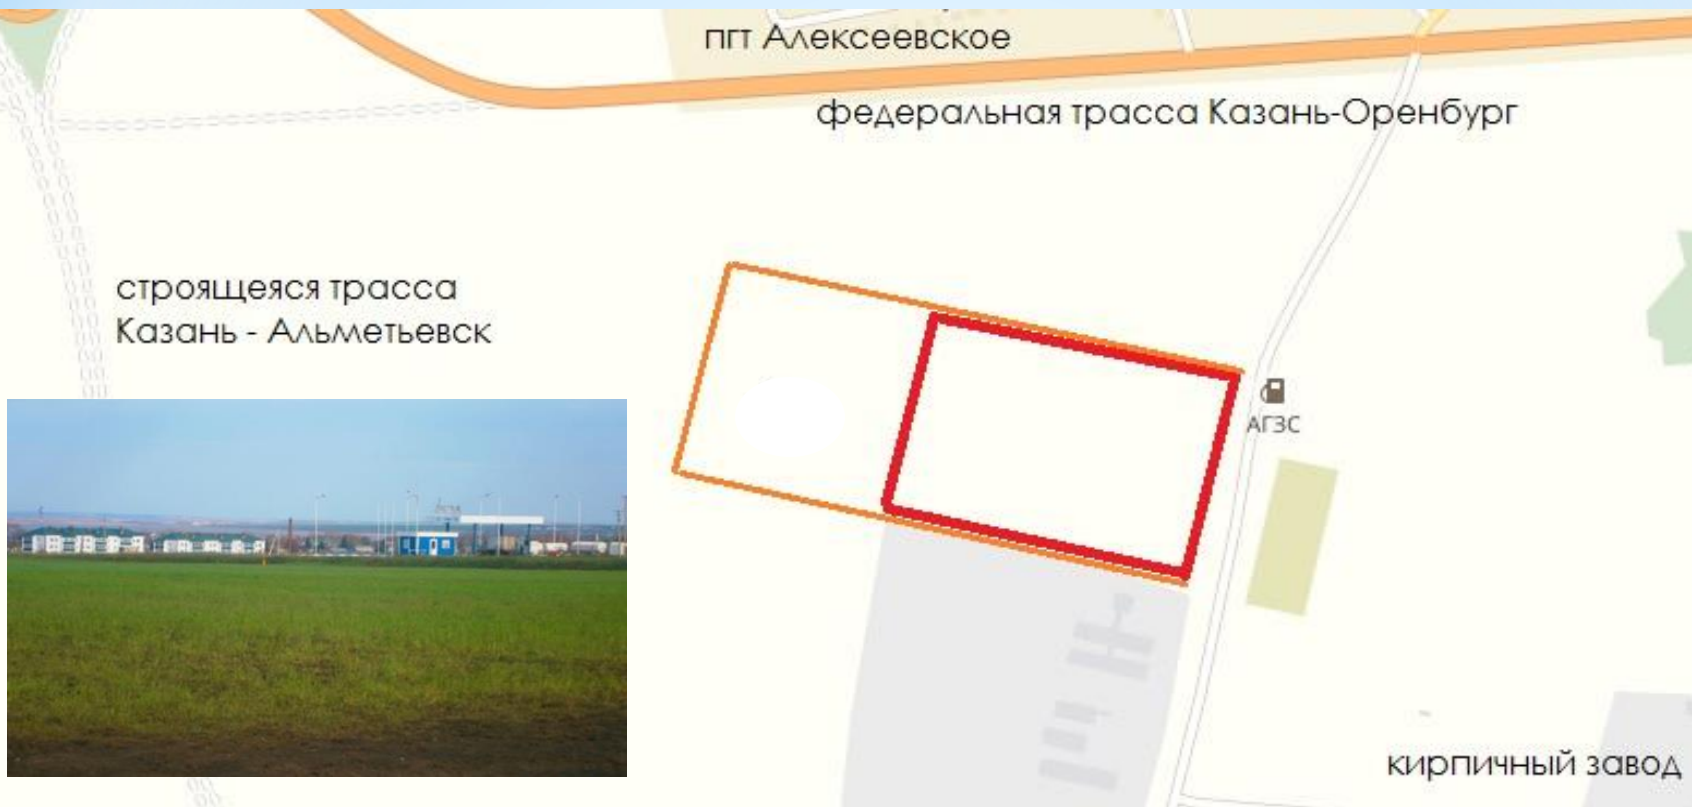 пгт Алексеевское
федеральная трасса Казань-Оренбург
строящеяся трасса
Казань - Альметьевск
АГЗС
кирпичный завод